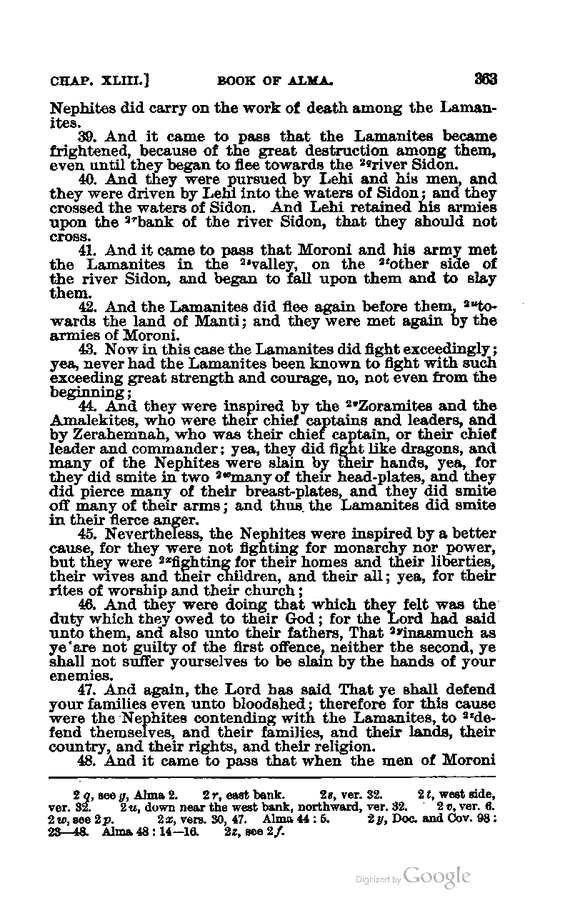 CHAP. XLIII.] BOOK OF ALMA. 363
Nephites did carry on the work of death among the Laman-
ites.
39. And it came to pass that the Lamanites became
frightened, because of the great destruction among them,
even until they began to flee towards the 2qriver Sidon.
40. And they were pursued by Lehi and his men, and
they were driven by Lehi into the waters of Sidon; and they
crossed the waters of Sidon. And Lehi retained his armies
upon the 2rbank of the river Sidon, that they should not
cross.
41. And it came to pass that Moroni and his army met
the Lamanites in the 2svalley, on the 2tother side of
the river Sidon, and began to fall upon them and to slay
them.
42. And the Lamanites did flee again before them, 2uto-
wards the land of Manti; and they were met again by the
armies of Moroni.
43. Now in this case the Lamanites did fight exceedingly;
yea, never had the Lamanites been known to fight with such
exceeding great strength and courage, no, not even from the
beginning;
44. And they were inspired by the 2vZoramites and the
Amalekites, who were their chief captains and leaders, and
by Zerahemnah, who was their chief captain, or their chief
leader and commander; yea, they did fight like dragons, and
many of the Nephites were slain by their hands, yea, for
they did smite in two 2wmany of their head-plates, and they
did pierce many of their breast-plates, and they did smite
off many of their arms; and thus the Lamanites did smite
in their fierce anger.
45. Nevertheless, the Nephites were inspired by a better
cause, for they were not fighting for monarchy nor power,
but they were 2xfighting for their homes and their liberties,
their wives and their children, and their all; yea, for their
rites of worship and their church;
46. And they were doing that which they felt was the
duty which they owed to their God; for the Lord had said
unto them, and also unto their fathers, That 2yinasmuch as
ye are not guilty of the first offence, neither the second, ye
shall not suffer yourselves to be slain by the hands of your
enemies.
47. And again, the Lord has said That ye shall defend
your families even unto bloodshed; therefore for this cause
were the Nephites contending with the Lamanites, to 2zde-
fend themselves, and their families, and their lands, their
country, and their rights, and their religion.
48. And it came to pass that when the men of Moroni
2 q, see y, Alma 2. 2 r, east bank. 2s, ver. 32. 2 t, west side,
ver. 32. 2 u, down near the west bank, northward, ver. 32. 2 v, ver. 6.
2 w, see 2 p. 2x, vers. 30, 47. Alma 44 : 5. 2 y, Doc. and Cov. 98 :
23—48. Alma 48 : 14—16. 2z, see 2 f.
Digitized by Google